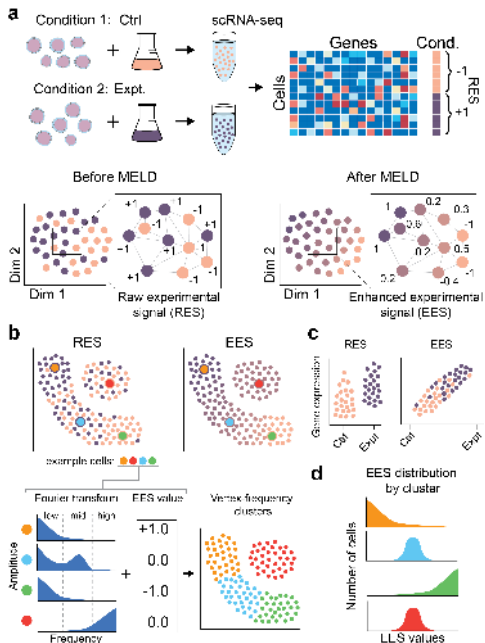 a
Condition 1: Ctrl
scRNA-seq
Condition 2: Expt.
Genes
Cond.
Cells
-1
+1
RES
Before MELD
After MELD
Dim 2
Dim 1
+1
1
-1
+1
-1
1
-1
-1
1
+1
-1
Raw experimental
signal (RES)
Dim 2
Dim 1
0.2
1
0.3
0.6
-1
0.5
-1
0.2
-0.4
Enhanced experimental
signal (EES)
b
RES
EES
example cells:
Fourier transform
EES value
low
mid
high
Amplitude
Frequency
+1.0
0.0
-1.0
0.0
Vertex frequency
clusters
c
RES
EES
Gene expression
Ctrl
Expt
Ctrl
Expt
d
EES distribution
by cluster
Number of cells
values